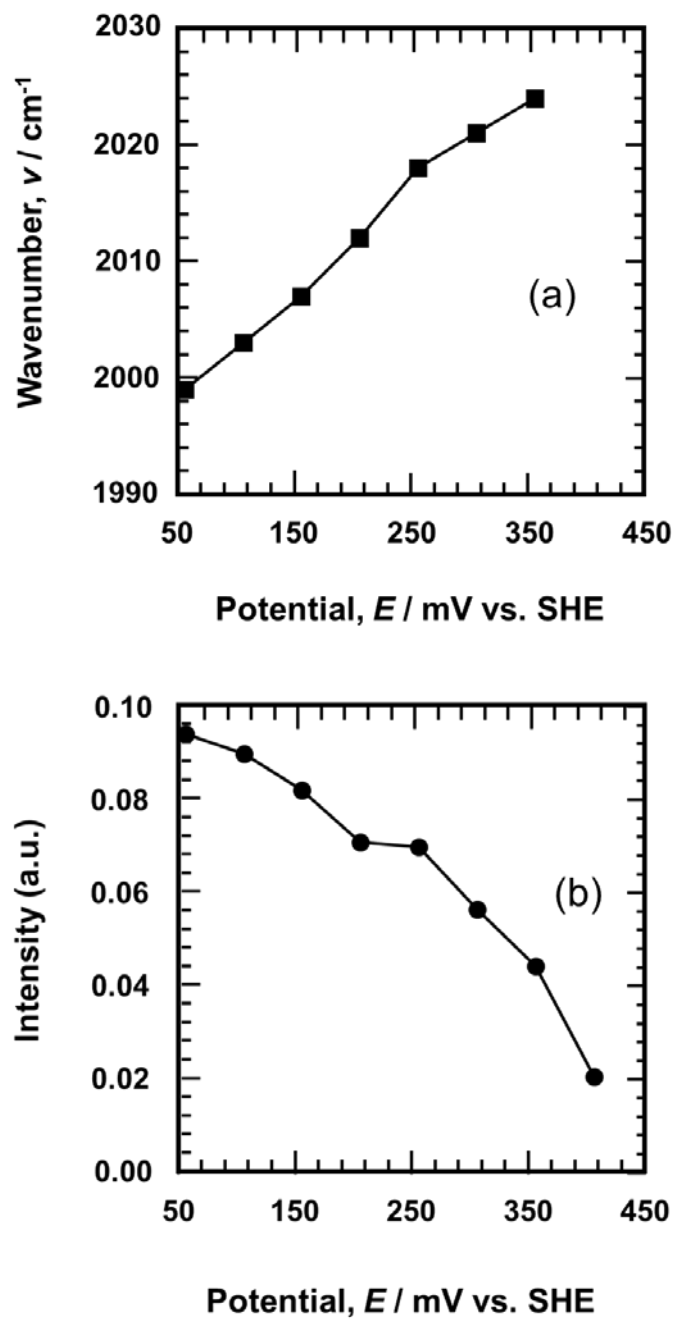 2030
2020
2010
2000
1990
Wavenumber, ν / cm⁻¹
(a)
50 150 250 350 450
Potential, E / mV vs. SHE
0.10
0.08
0.06
0.04
0.02
0.00
Intensity (a.u.)
(b)
50 150 250 350 450
Potential, E / mV vs. SHE